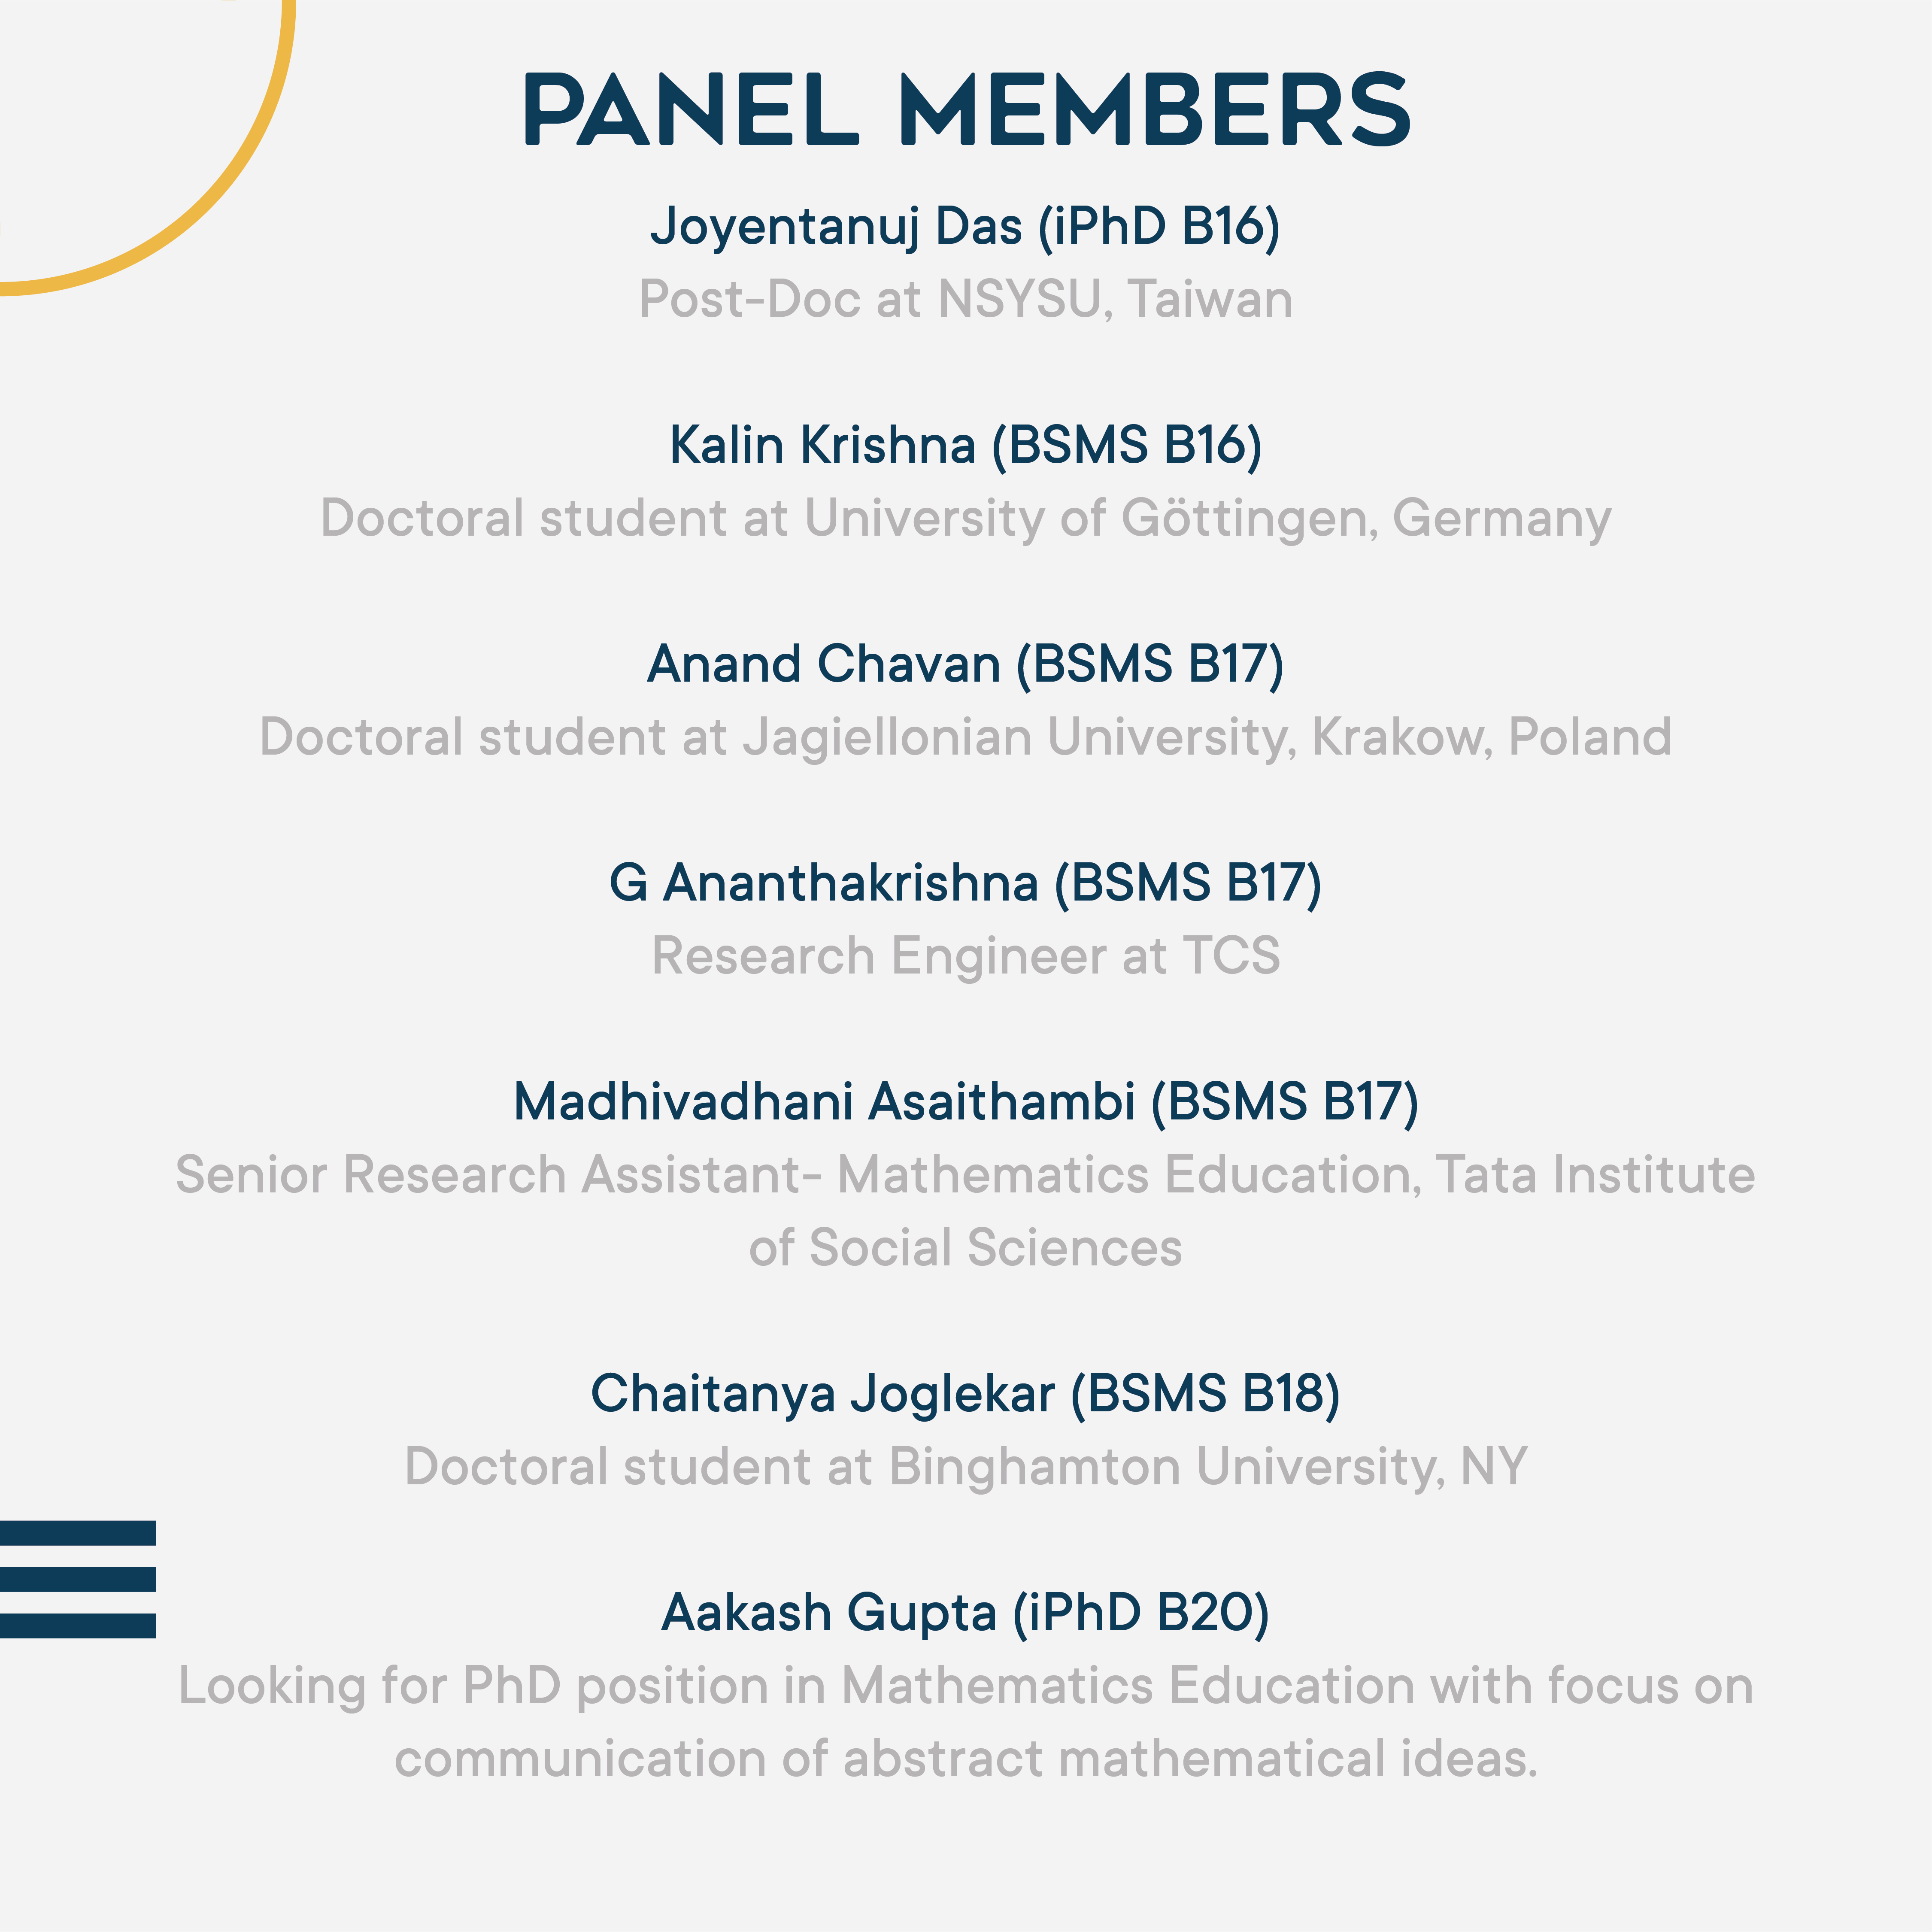 PANEL MEMBERS
Joyentanuj Das (iPhD B16)
Post-Doc at NSYSU, Taiwan
Kalin Krishna (BSMS B16)
Doctoral student at University of Göttingen, Germany
Anand Chavan (BSMS B17)
Doctoral student at Jagiellonian University, Krakow, Poland
G Ananthakrishna (BSMS B17)
Research Engineer at TCS
Madhivadhani Asaithambi (BSMS B17)
Senior Research Assistant- Mathematics Education, Tata Institute
of Social Sciences
Chaitanya Joglekar (BSMS B18)
Doctoral student at Binghamton University, NY
Aakash Gupta (iPhD B20)
Looking for PhD position in Mathematics Education with focus on
communication of abstract mathematical ideas.